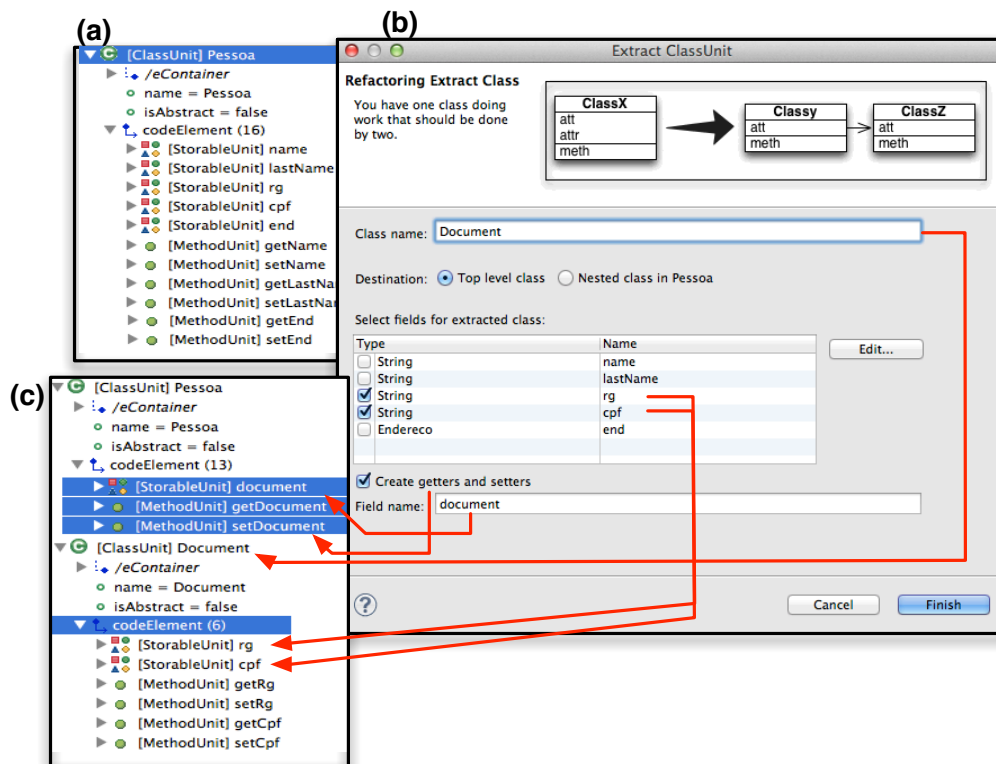 (a)
[ClassUnit] Pessoa
/eContainer
name = Pessoa
isAbstract = false
codeElement (16)
[StorableUnit] name
[StorableUnit] lastName
[StorableUnit] rg
[StorableUnit] cpf
[StorableUnit] end
[MethodUnit] getName
[MethodUnit] setName
[MethodUnit] getLastNa
[MethodUnit] setLastNa
[MethodUnit] getEnd
[MethodUnit] setEnd
(b)
Extract ClassUnit
Refactoring Extract Class
You have one class doing
work that should be done
by two.
ClassX
att
attr
meth
Classy
att
meth
ClassZ
att
meth
Class name: Document
Destination: Top level class Nested class in Pessoa
Select fields for extracted class:
Type Name
String name
String lastName
String rg
String cpf
Endereco end
Edit...
Create getters and setters
Field name: document
?
Cancel Finish
(c)
[ClassUnit] Pessoa
/eContainer
name = Pessoa
isAbstract = false
codeElement (13)
[StorableUnit] document
[MethodUnit] getDocument
[MethodUnit] setDocument
[ClassUnit] Document
/eContainer
name = Document
isAbstract = false
codeElement (6)
[StorableUnit] rg
[StorableUnit] cpf
[MethodUnit] getRg
[MethodUnit] setRg
[MethodUnit] getCpf
[MethodUnit] setCpf